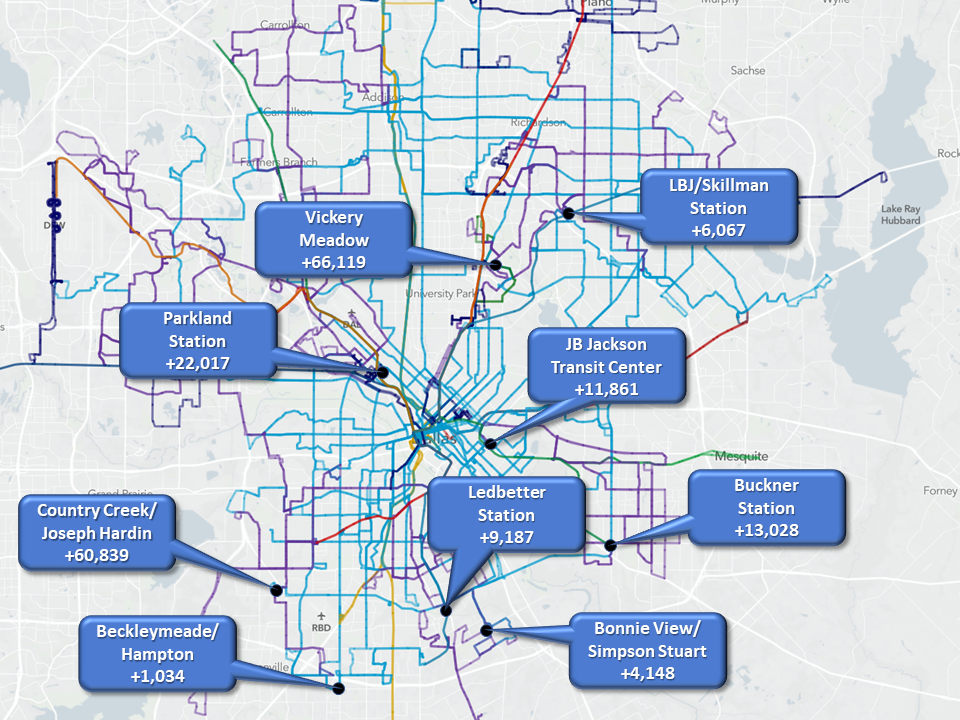 Plano
Murphy
Wylie
Carrollton
Sachse
Addison
Carrollton
Richardson
Farmers Branch
LBJ/Skillman
Station
+6,067
Lake Ray
Hubbard
Vickery
Meadow
+66,119
DFW
University Park
DAL
Parkland
Station
+22,017
JB Jackson
Transit Center
+11,861
Dallas
Mesquite
Ledbetter
Station
+9,187
Buckner
Station
+13,028
Forney
Grand Prairie
Country Creek/
Joseph Hardin
+60,839
RBD
Beckleymeade/
Hampton
+1,034
Bonnie View/
Simpson Stuart
+4,148